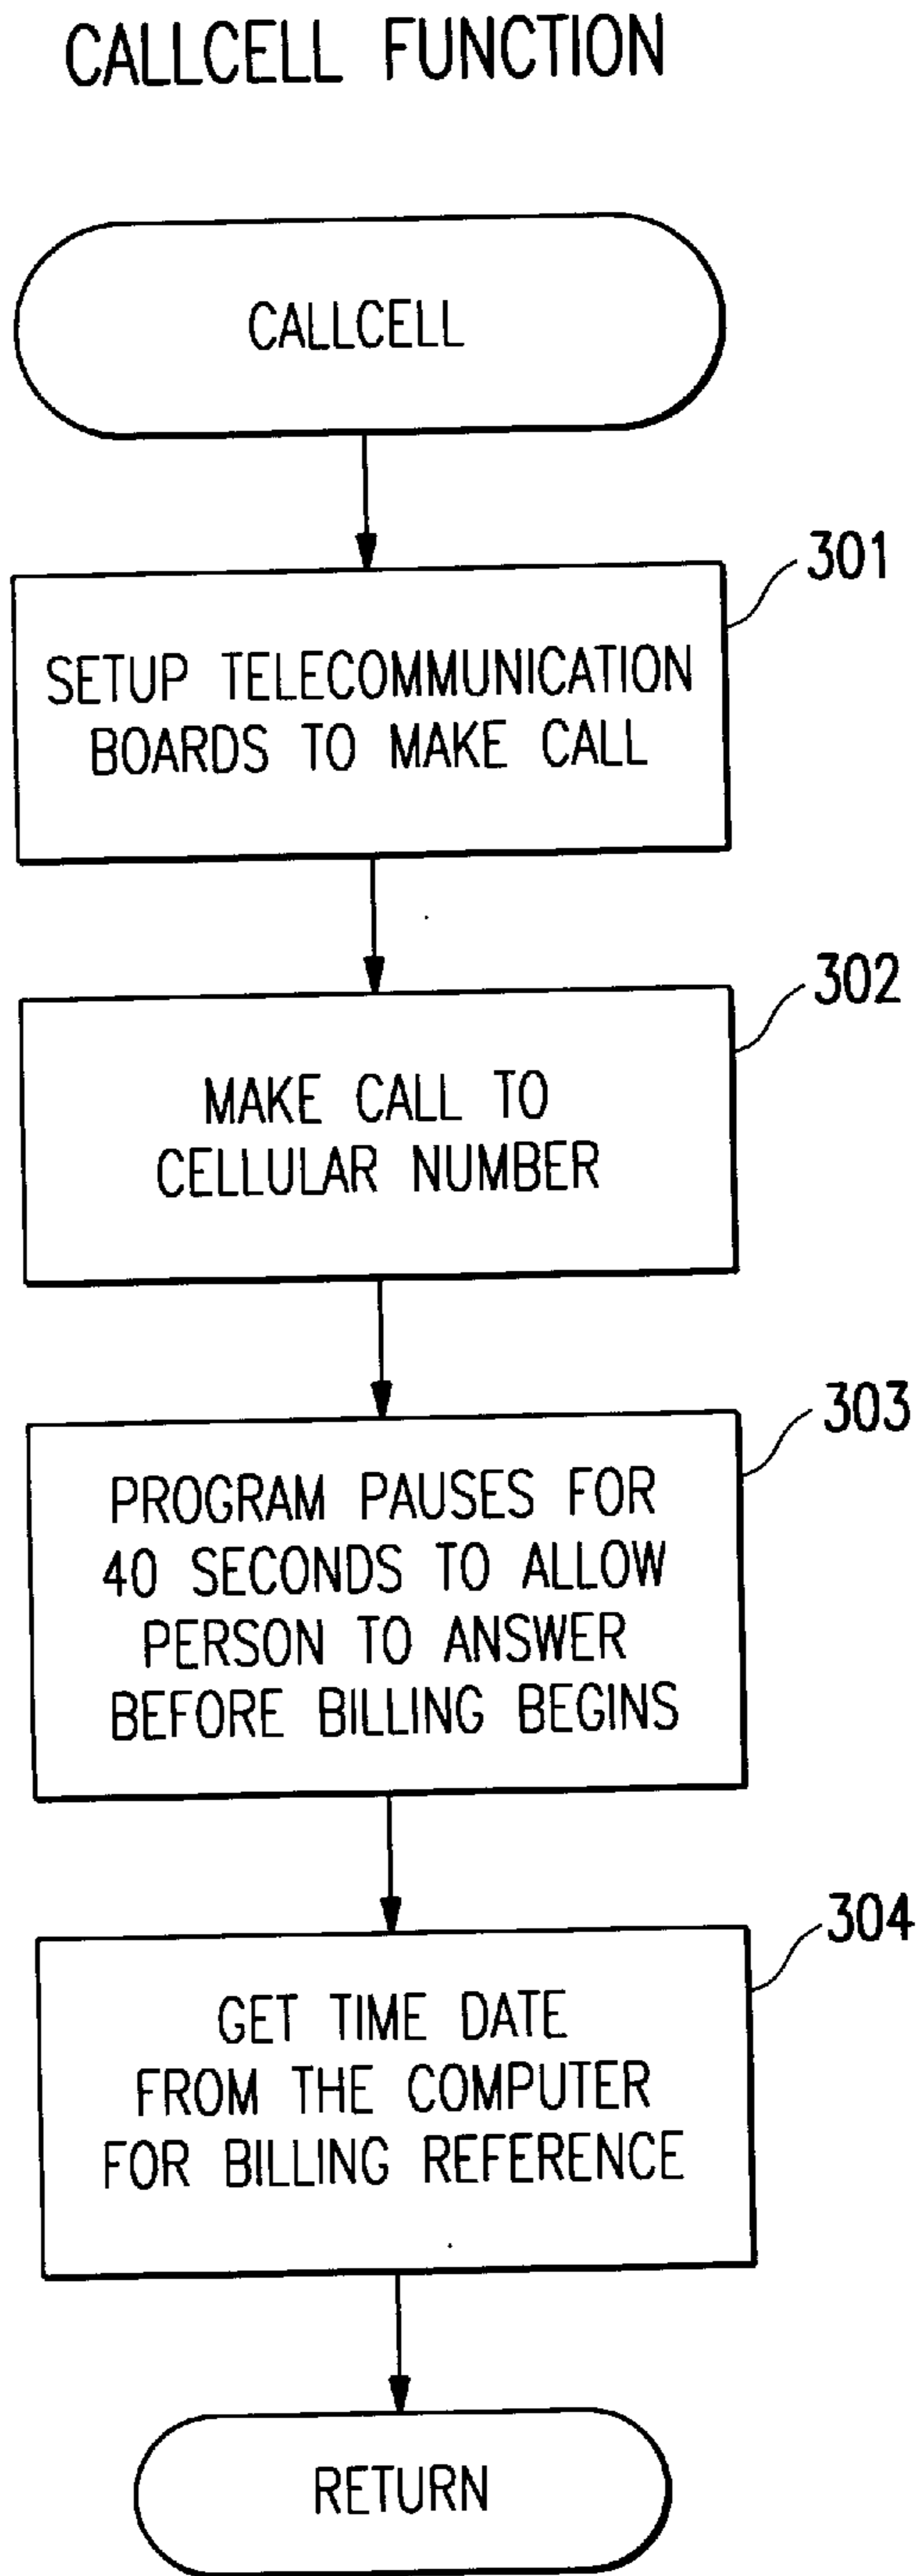 CALLCELL FUNCTION
CALLCELL
301
SETUP TELECOMMUNICATION
BOARDS TO MAKE CALL
302
MAKE CALL TO
CELLULAR NUMBER
303
PROGRAM PAUSES FOR
40 SECONDS TO ALLOW
PERSON TO ANSWER
BEFORE BILLING BEGINS
304
GET TIME DATE
FROM THE COMPUTER
FOR BILLING REFERENCE
RETURN